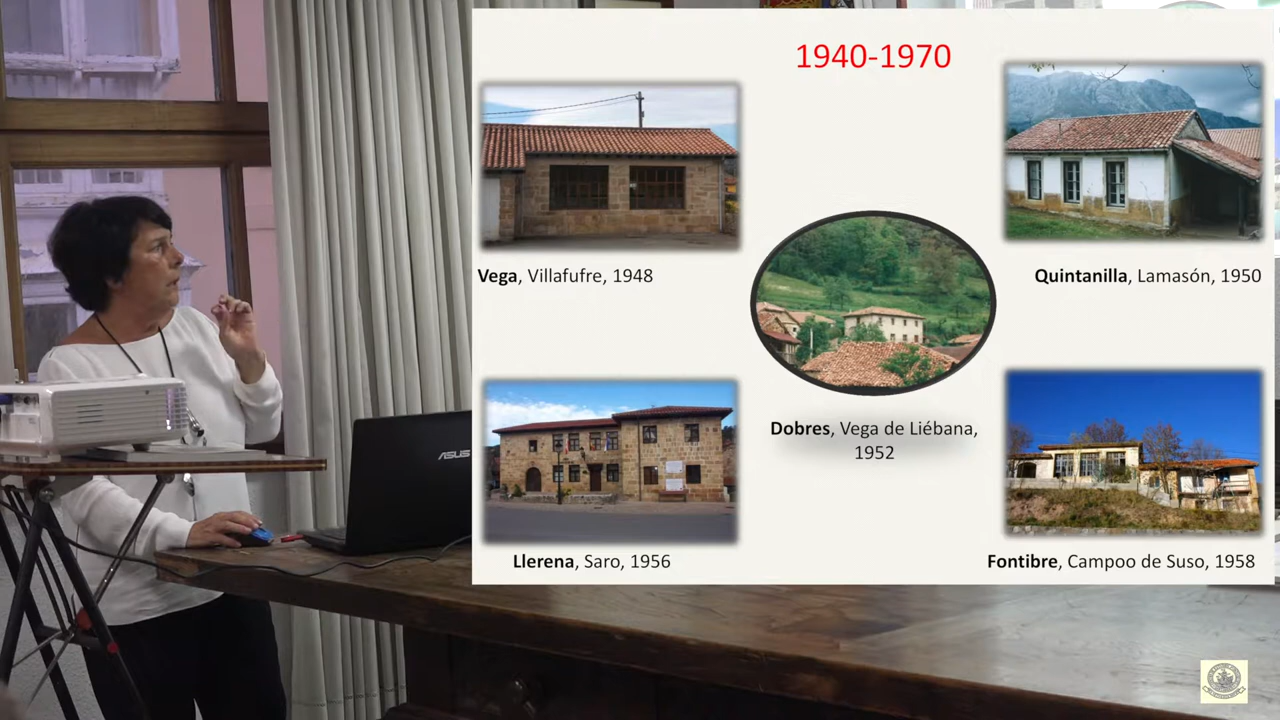 1940-1970
Vega, Villafufre, 1948
Quintanilla, Lamasón, 1950
Dobres, Vega de Liébana,
1952
Llerena, Saro, 1956
Fontibre, Campoo de Suso, 1958
ASUS